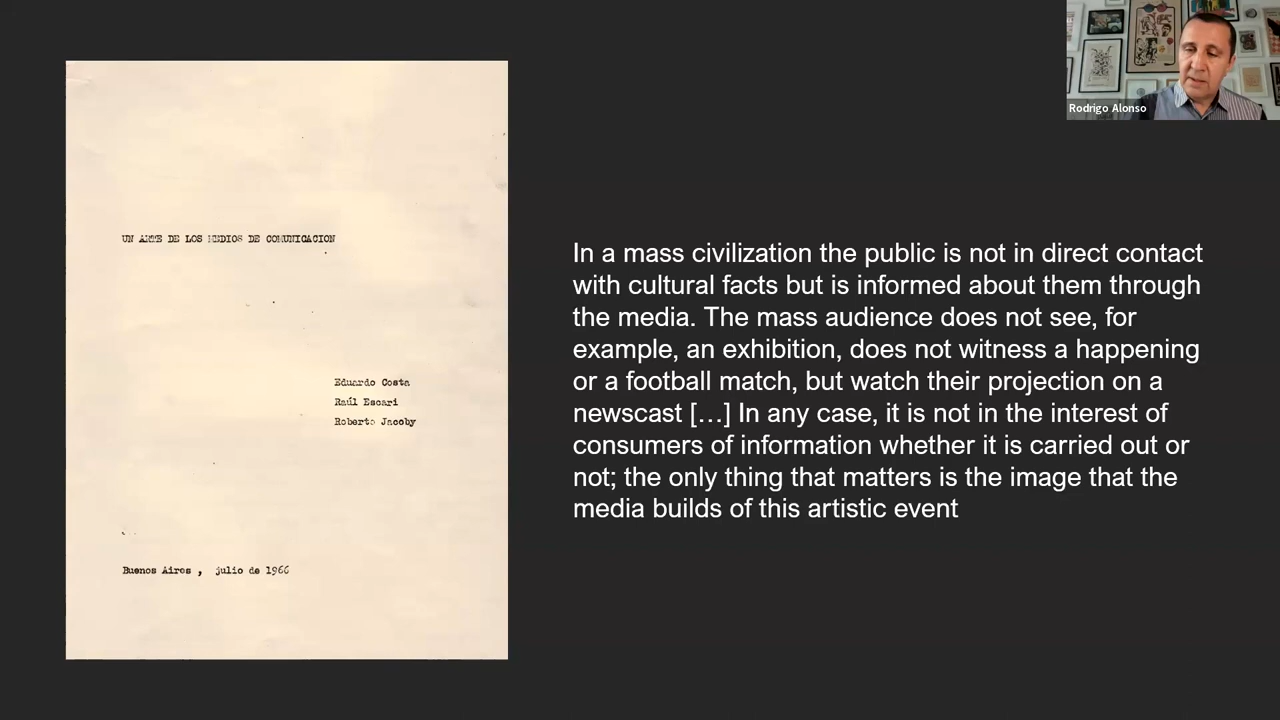 Rodrigo Alonso
UN ARTE DE LOS MEDIOS DE COMUNICACION
Eduardo Costa
Raúl Escari
Roberto Jacoby
Buenos Aires , julio de 1966
In a mass civilization the public is not in direct contact
with cultural facts but is informed about them through
the media. The mass audience does not see, for
example, an exhibition, does not witness a happening
or a football match, but watch their projection on a
newscast […] In any case, it is not in the interest of
consumers of information whether it is carried out or
not; the only thing that matters is the image that the
media builds of this artistic event